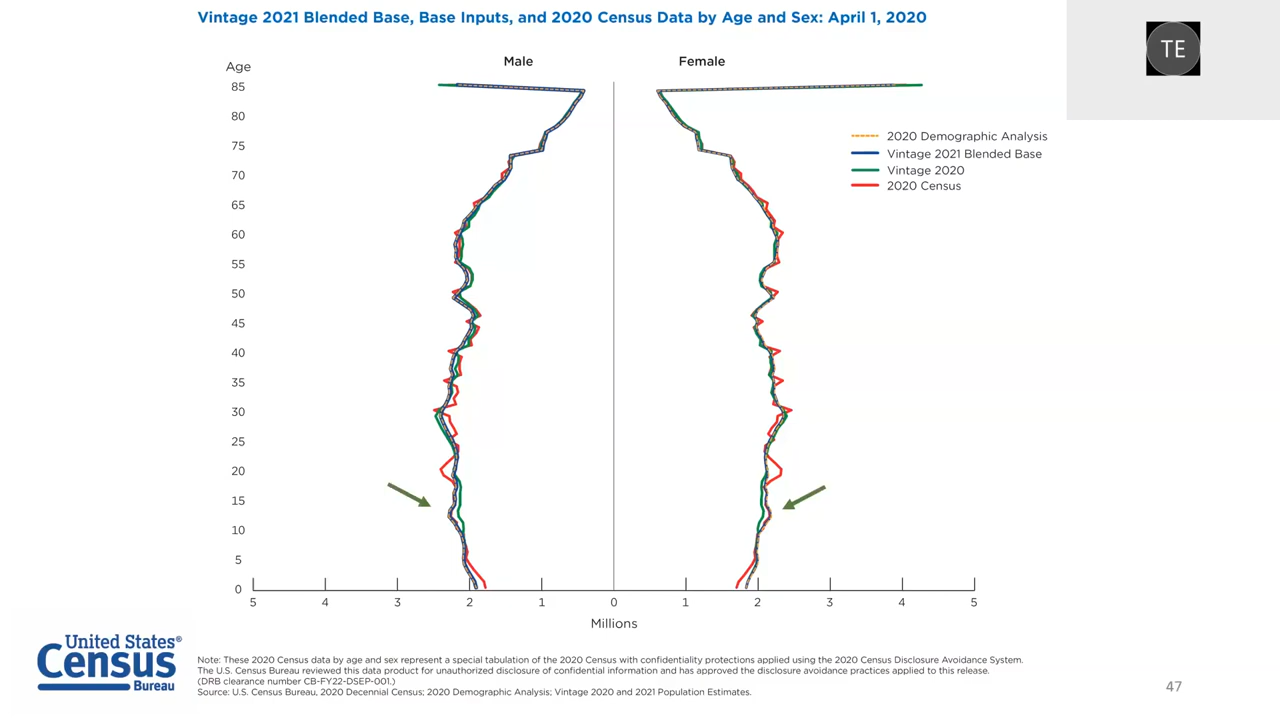 Vintage 2021 Blended Base, Base Inputs, and 2020 Census Data by Age and Sex: April 1, 2020
TE
Male
Female
Age
85
80
75
70
65
60
55
50
45
40
35
30
25
20
15
10
5
0
2020 Demographic Analysis
Vintage 2021 Blended Base
Vintage 2020
2020 Census
5 4 3 2 1 0 1 2 3 4 5
Millions
United States®
Census
Bureau
Note: These 2020 Census data by age and sex represent a special tabulation of the 2020 Census with confidentiality protections applied using the 2020 Census Disclosure Avoidance System.
The U.S. Census Bureau reviewed this data product for unauthorized disclosure of confidential information and has approved the disclosure avoidance practices applied to this release.
(DRB clearance number CB-FY22-DSEP-001.)
Source: U.S. Census Bureau, 2020 Decennial Census; 2020 Demographic Analysis; Vintage 2020 and 2021 Population Estimates.
47